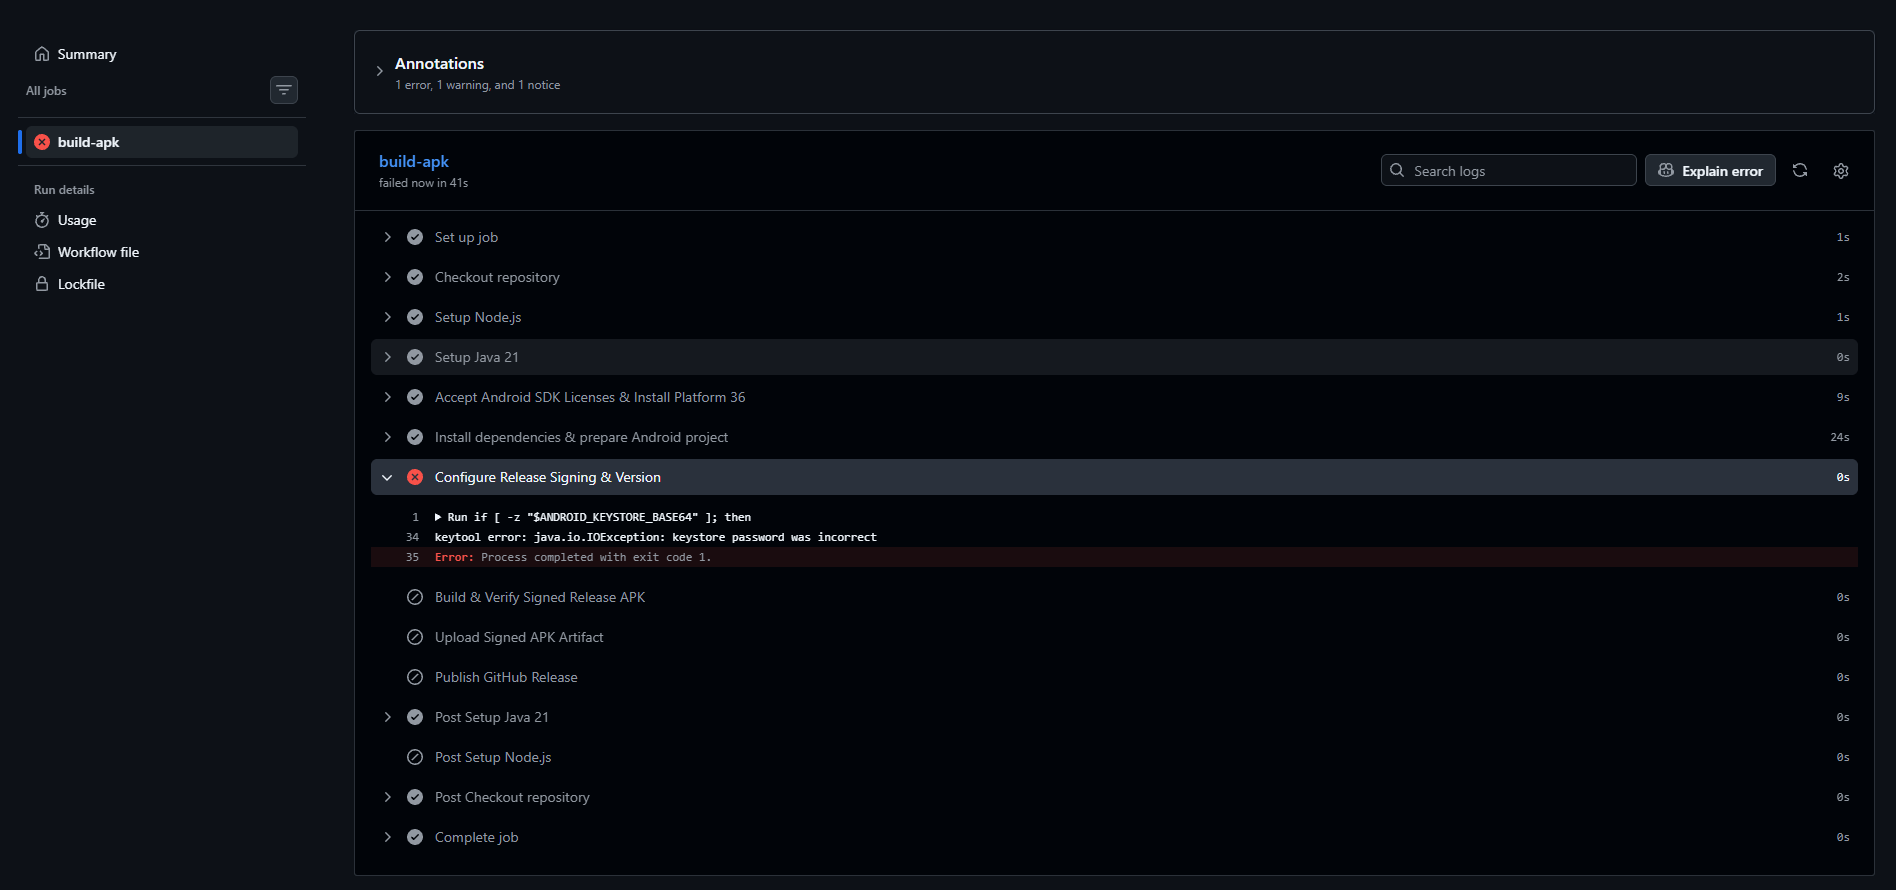 Summary
All jobs
build-apk
Run details
Usage
Workflow file
Lockfile
Annotations
1 error, 1 warning, and 1 notice
build-apk
failed now in 41s
Search logs
Explain error
Set up job 1s
Checkout repository 2s
Setup Node.js 1s
Setup Java 21 0s
Accept Android SDK Licenses & Install Platform 36 9s
Install dependencies & prepare Android project 24s
Configure Release Signing & Version 0s
1 Run if [ -z "$ANDROID_KEYSTORE_BASE64" ]; then
34 keytool error: java.io.IOException: keystore password was incorrect
35 Error: Process completed with exit code 1.
Build & Verify Signed Release APK 0s
Upload Signed APK Artifact 0s
Publish GitHub Release 0s
Post Setup Java 21 0s
Post Setup Node.js 0s
Post Checkout repository 0s
Complete job 0s